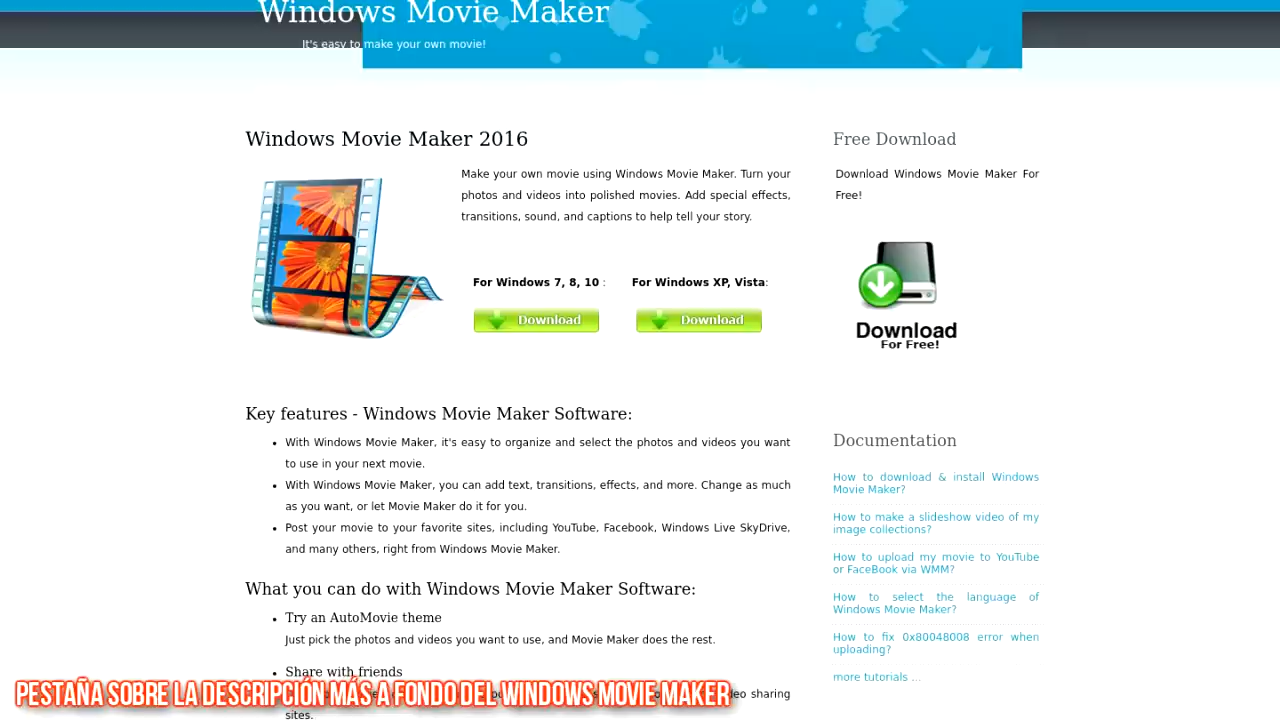 Windows Movie Maker
It's easy to make your own movie!
Windows Movie Maker 2016
Make your own movie using Windows Movie Maker. Turn your
photos and videos into polished movies. Add special effects,
transitions, sound, and captions to help tell your story.
For Windows 7, 8, 10 :
For Windows XP, Vista:
Download
Download
Key features - Windows Movie Maker Software:
With Windows Movie Maker, it's easy to organize and select the photos and videos you want
to use in your next movie.
With Windows Movie Maker, you can add text, transitions, effects, and more. Change as much
as you want, or let Movie Maker do it for you.
Post your movie to your favorite sites, including YouTube, Facebook, Windows Live SkyDrive,
and many others, right from Windows Movie Maker.
What you can do with Windows Movie Maker Software:
Try an AutoMovie theme
Just pick the photos and videos you want to use, and Movie Maker does the rest.
Share with friends
sharing
sites.
Free Download
Download Windows Movie Maker For
Free!
Download
For Free!
Documentation
How to download & install Windows
Movie Maker?
How to make a slideshow video of my
image collections?
How to upload my movie to YouTube
or FaceBook via WMM?
How to select the language of
Windows Movie Maker?
How to fix 0x80048008 error when
uploading?
more tutorials ...
PESTAÑA SOBRE LA DESCRIPCIÓN MÁS A FONDO DEL WINDOWS MOVIE MAKER